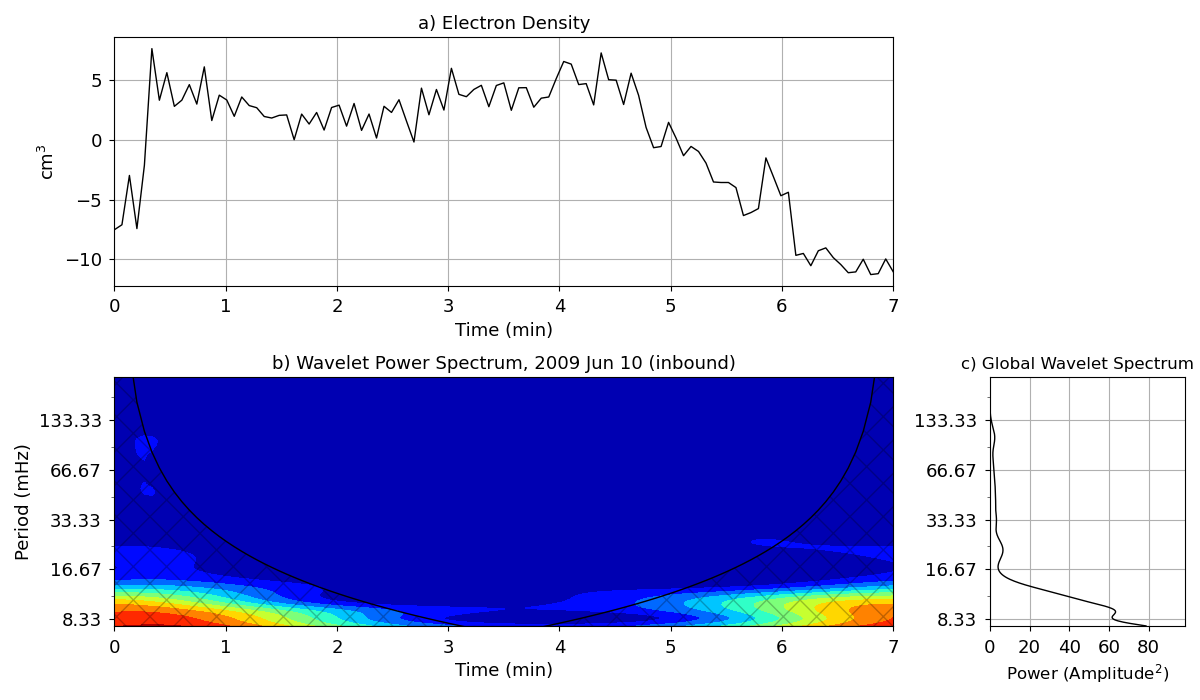 a) Electron Density
cm³
5
0
−5
−10
0 1 2 3 4 5 6 7
Time (min)
b) Wavelet Power Spectrum, 2009 Jun 10 (inbound)
Period (mHz)
133.33
66.67
33.33
16.67
8.33
0 1 2 3 4 5 6 7
Time (min)
c) Global Wavelet Spectrum
133.33
66.67
33.33
16.67
8.33
0 20 40 60 80
Power (Amplitude²)